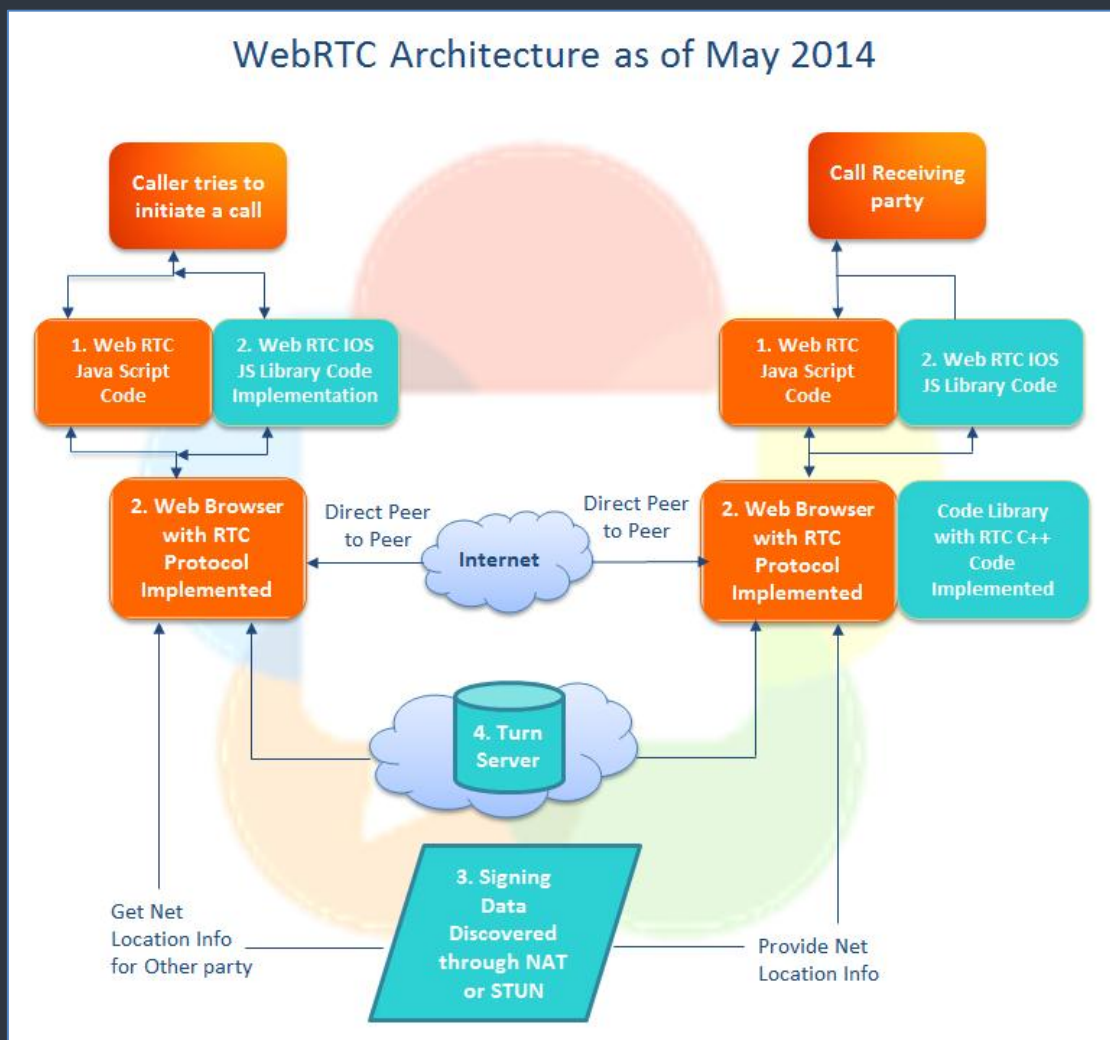 WebRTC Architecture as of May 2014
Caller tries to
initiate a call
Call Receiving
party
1. Web RTC
Java Script
Code
2. Web RTC IOS
JS Library Code
Implementation
1. Web RTC
Java Script
Code
2. Web RTC IOS
JS Library Code
2. Web Browser
with RTC
Protocol
Implemented
Direct Peer
to Peer
Internet
Direct Peer
to Peer
2. Web Browser
with RTC
Protocol
Implemented
Code Library
with RTC C++
Code
Implemented
4. Turn
Server
3. Signing
Data
Discovered
through NAT
or STUN
Get Net
Location Info
for Other party
Provide Net
Location Info